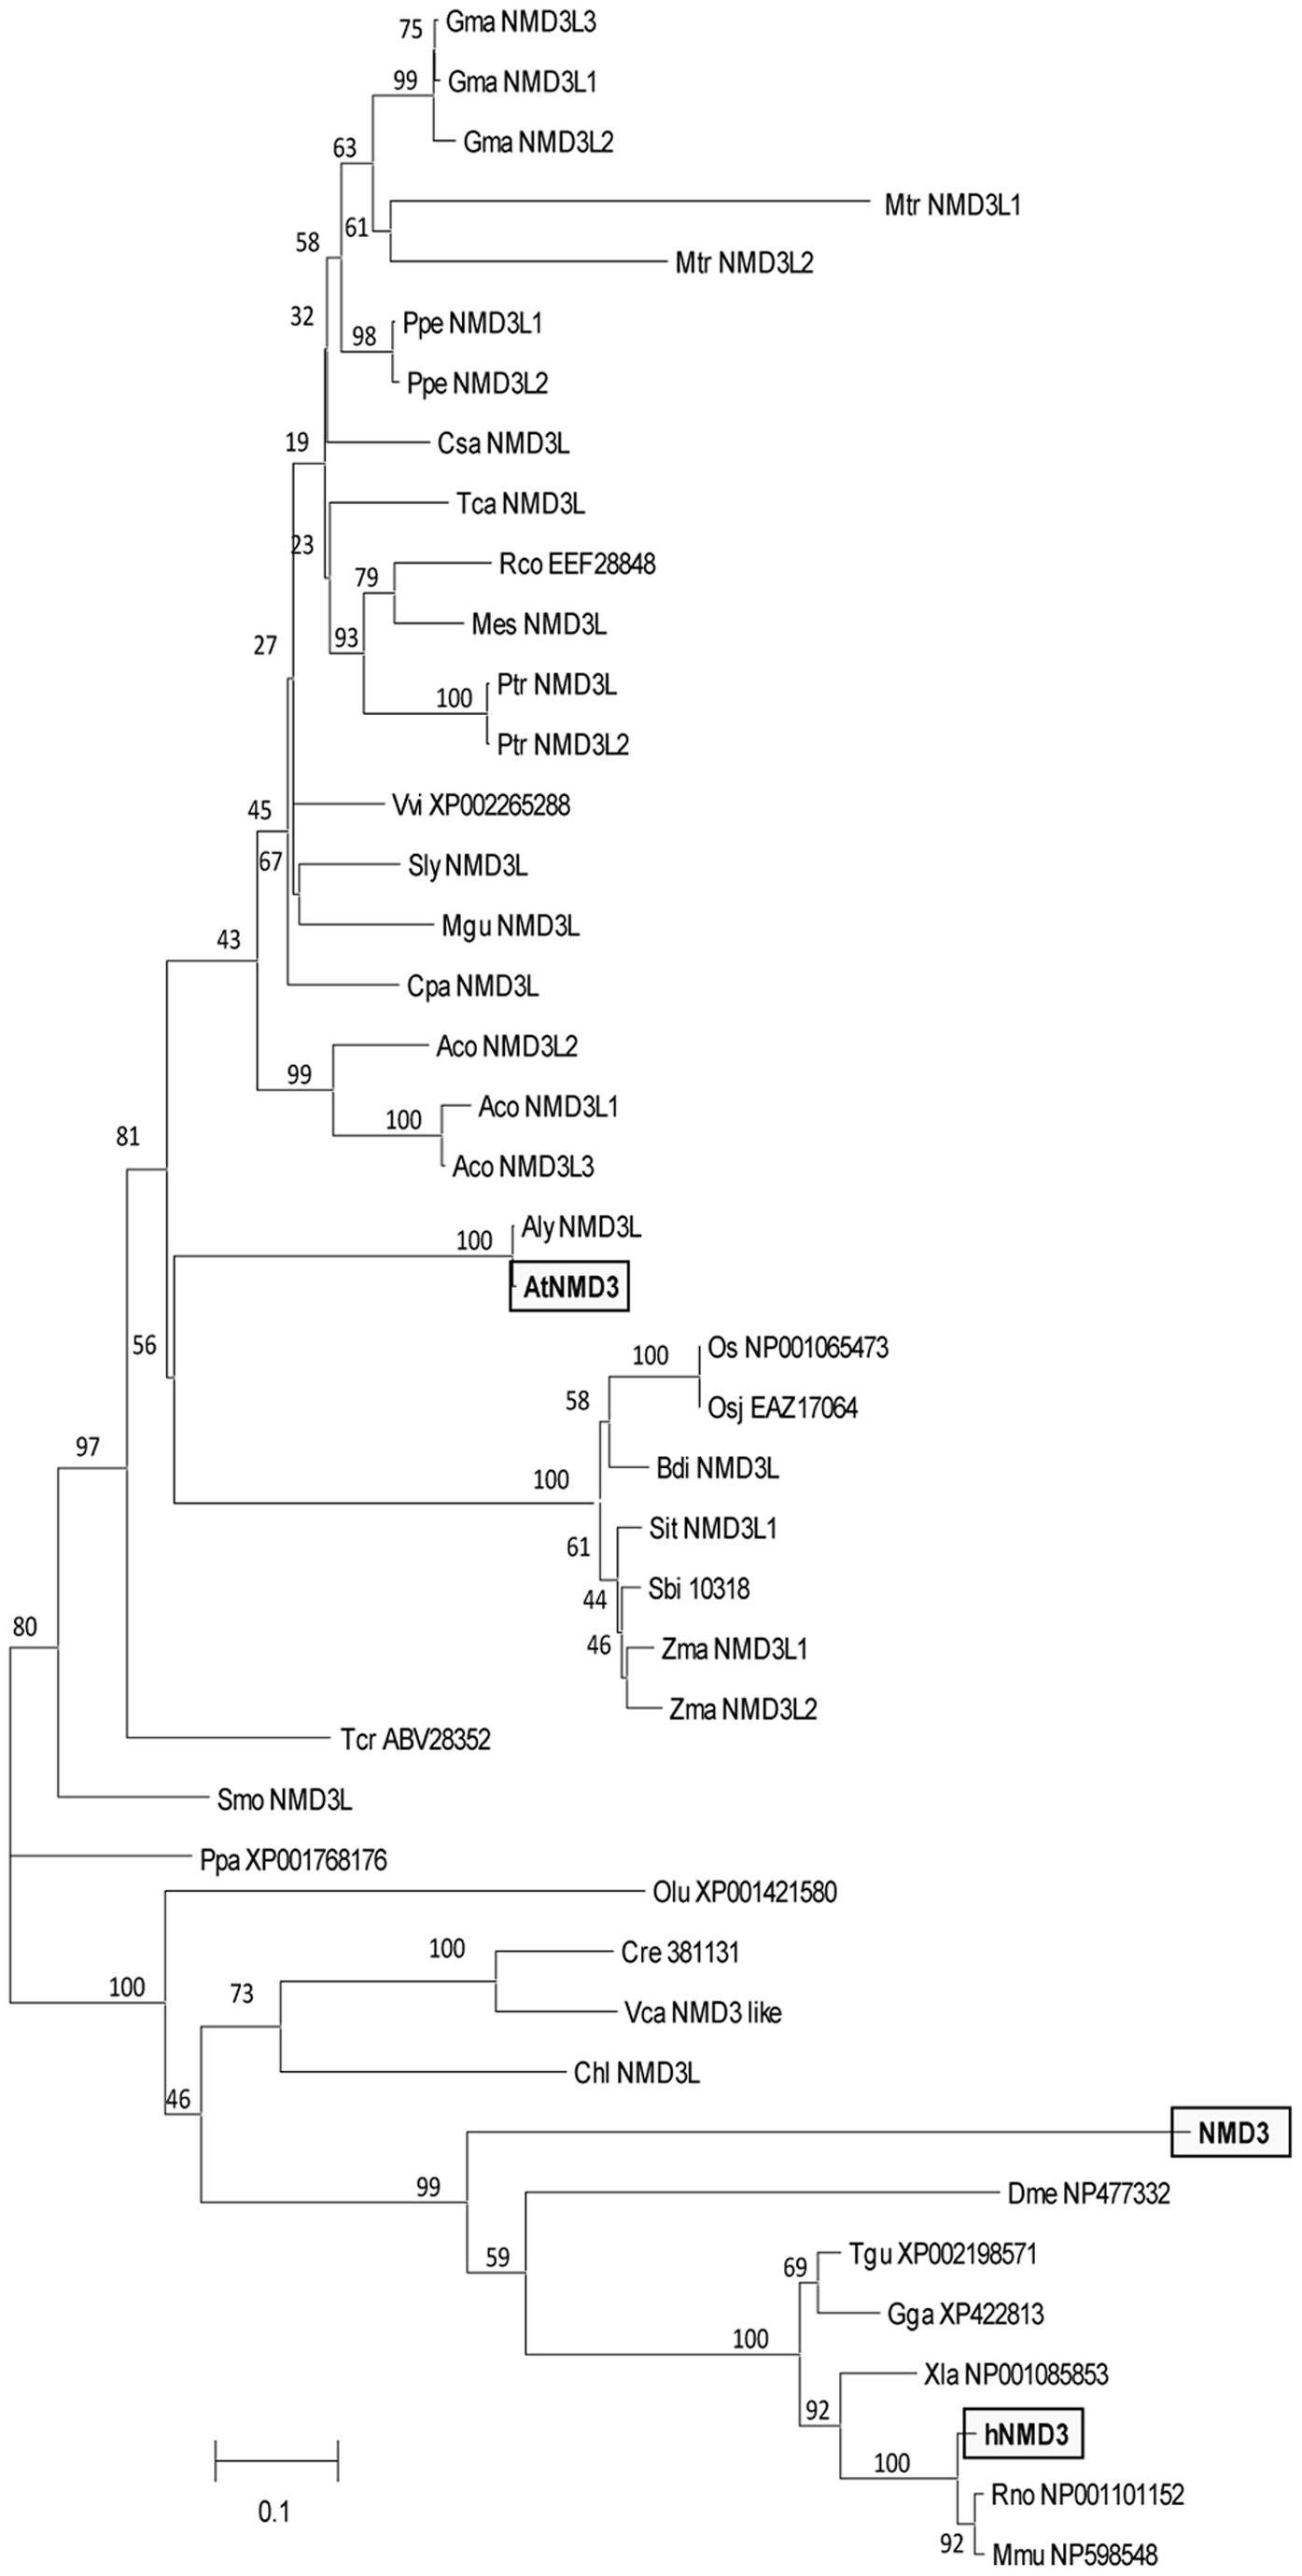 75
Gma NMD3L3
99
Gma NMD3L1
Gma NMD3L2
63
Mtr NMD3L1
61
58
Mtr NMD3L2
32
Ppe NMD3L1
98
Ppe NMD3L2
19
Csa NMD3L
Tca NMD3L
23
Rco EEF28848
79
Mes NMD3L
93
27
Ptr NMD3L
100
Ptr NMD3L2
45
Vvi XP002265288
67
Sly NMD3L
Mgu NMD3L
43
Cpa NMD3L
Aco NMD3L2
99
Aco NMD3L1
100
81
Aco NMD3L3
Aly NMD3L
100
AtNMD3
56
Os NP001065473
100
58
Osj EAZ17064
97
Bdi NMD3L
100
Sit NMD3L1
61
Sbi 10318
44
80
46
Zma NMD3L1
Zma NMD3L2
Tcr ABV28352
Smo NMD3L
Ppa XP001768176
Olu XP001421580
100
Cre 381131
100
73
Vca NMD3 like
Chl NMD3L
46
NMD3
99
Dme NP477332
59
Tgu XP002198571
69
Gga XP422813
100
Xla NP001085853
92
hNMD3
100
Rno NP001101152
0.1
92
Mmu NP598548